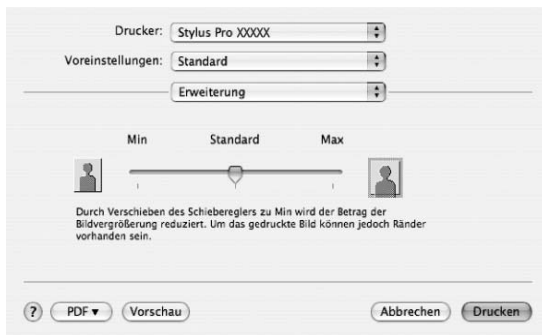 Drucker: Stylus Pro XXXXX
Voreinstellungen: Standard
Erweiterung
Min Standard Max
Durch Verschieben des Schiebereglers zu Min wird der Betrag der
Bildvergrößerung reduziert. Um das gedruckte Bild können jedoch Ränder
vorhanden sein.
? PDF ▼ Vorschau Abbrechen Drucken